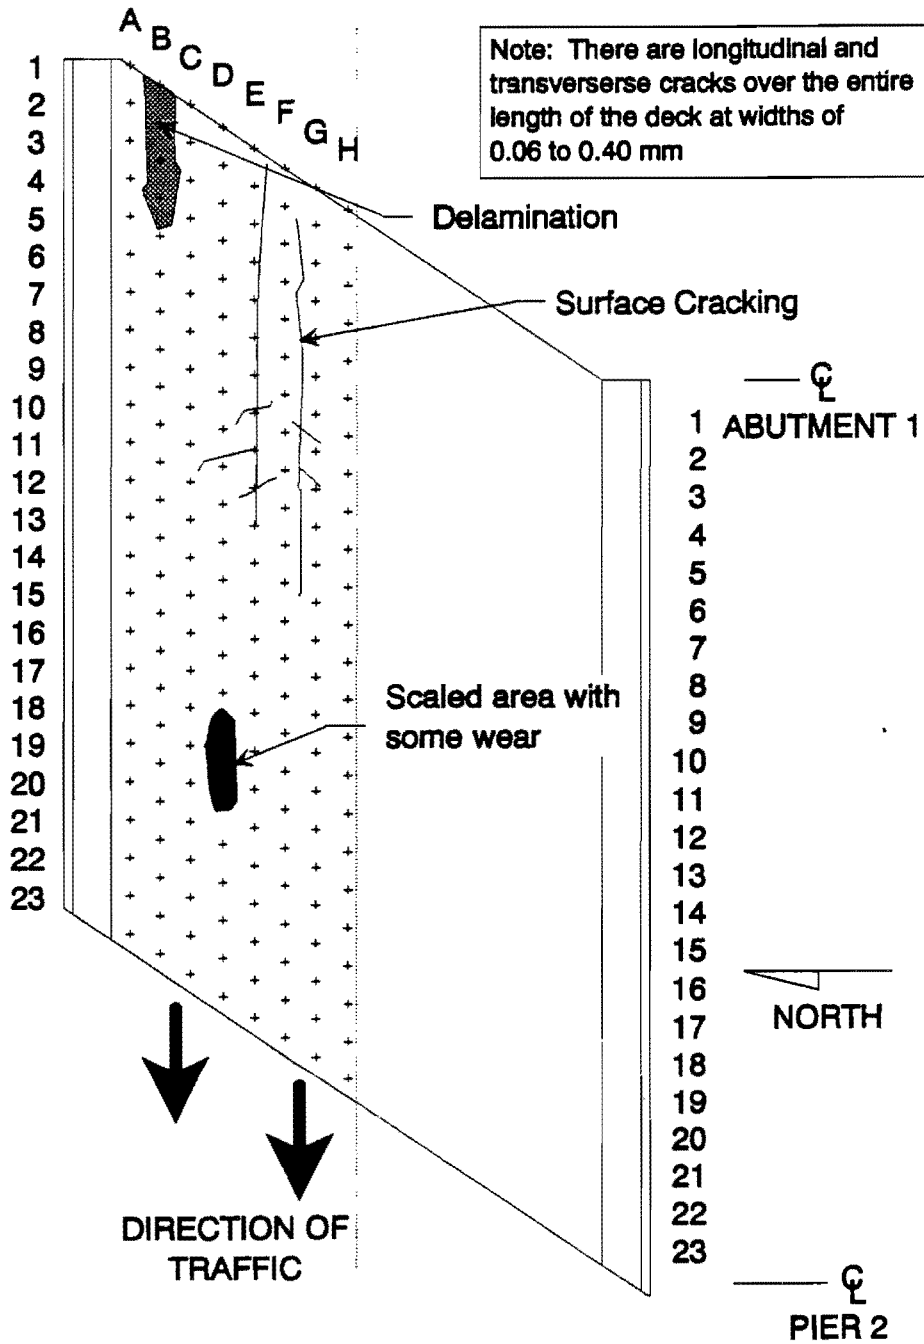 A
B
C
D
E
F
G
H
Note: There are longitudinal and
transverserse cracks over the entire
length of the deck at widths of
0.06 to 0.40 mm
1
2
3
4
5
6
7
8
9
10
11
12
13
14
15
16
17
18
19
20
21
22
23
Delamination
Surface Cracking
Scaled area with
some wear
℄
ABUTMENT 1
1
2
3
4
5
6
7
8
9
10
11
12
13
14
15
16
17
18
19
20
21
22
23
NORTH
DIRECTION OF
TRAFFIC
℄
PIER 2